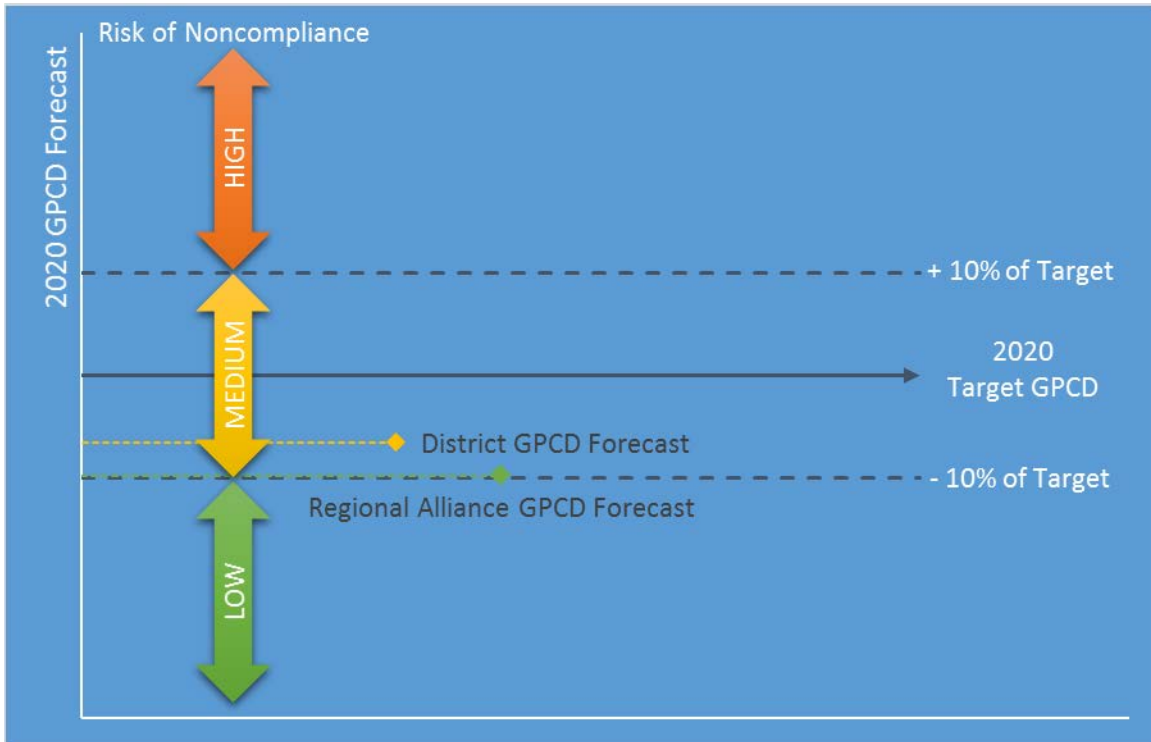 Risk of Noncompliance
2020 GPCD Forecast
HIGH
+ 10% of Target
MEDIUM
2020
Target GPCD
District GPCD Forecast
- 10% of Target
Regional Alliance GPCD Forecast
LOW